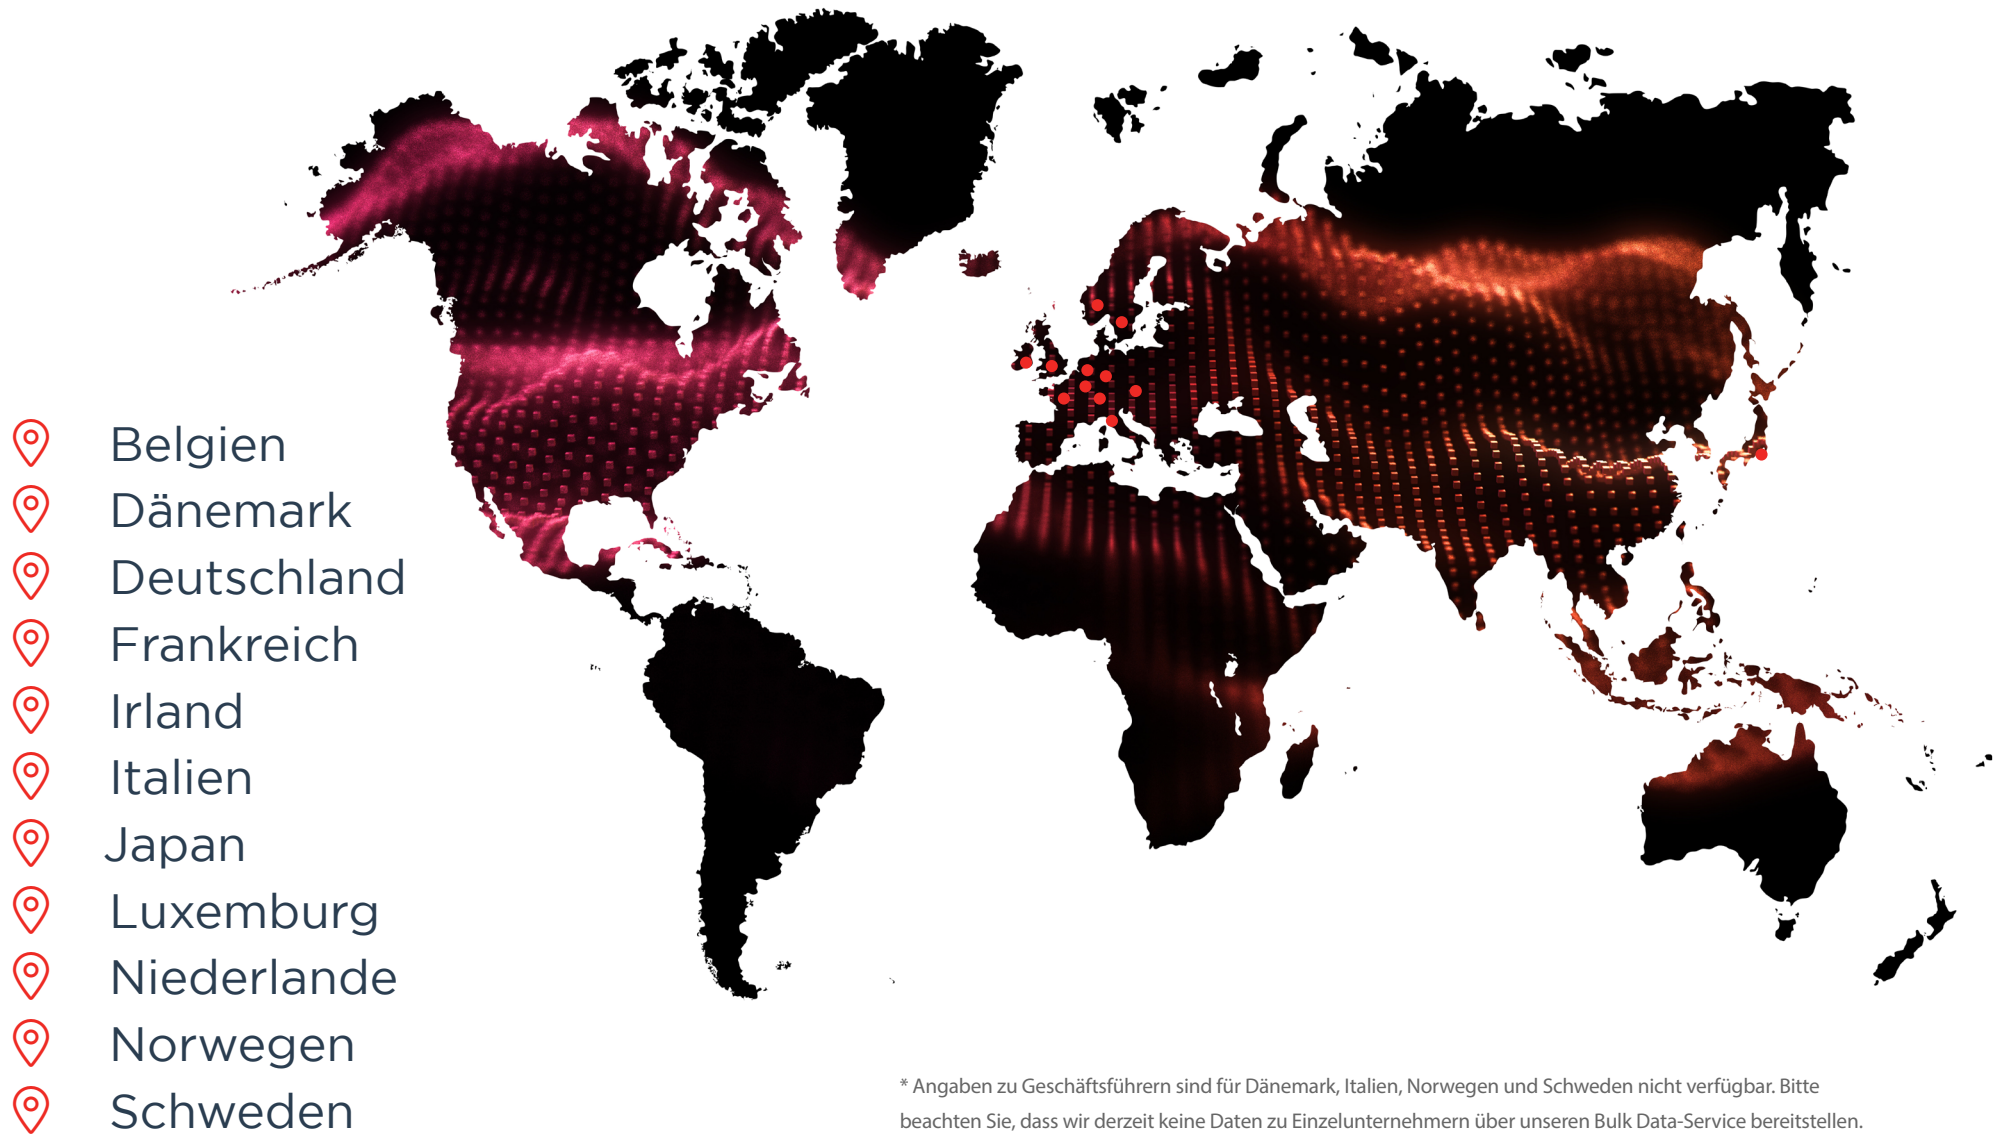 Belgien
Dänemark
Deutschland
Frankreich
Irland
Italien
Japan
Luxemburg
Niederlande
Norwegen
Schweden
* Angaben zu Geschäftsführern sind für Dänemark, Italien, Norwegen und Schweden nicht verfügbar. Bitte
beachten Sie, dass wir derzeit keine Daten zu Einzelunternehmern über unseren Bulk Data-Service bereitstellen.